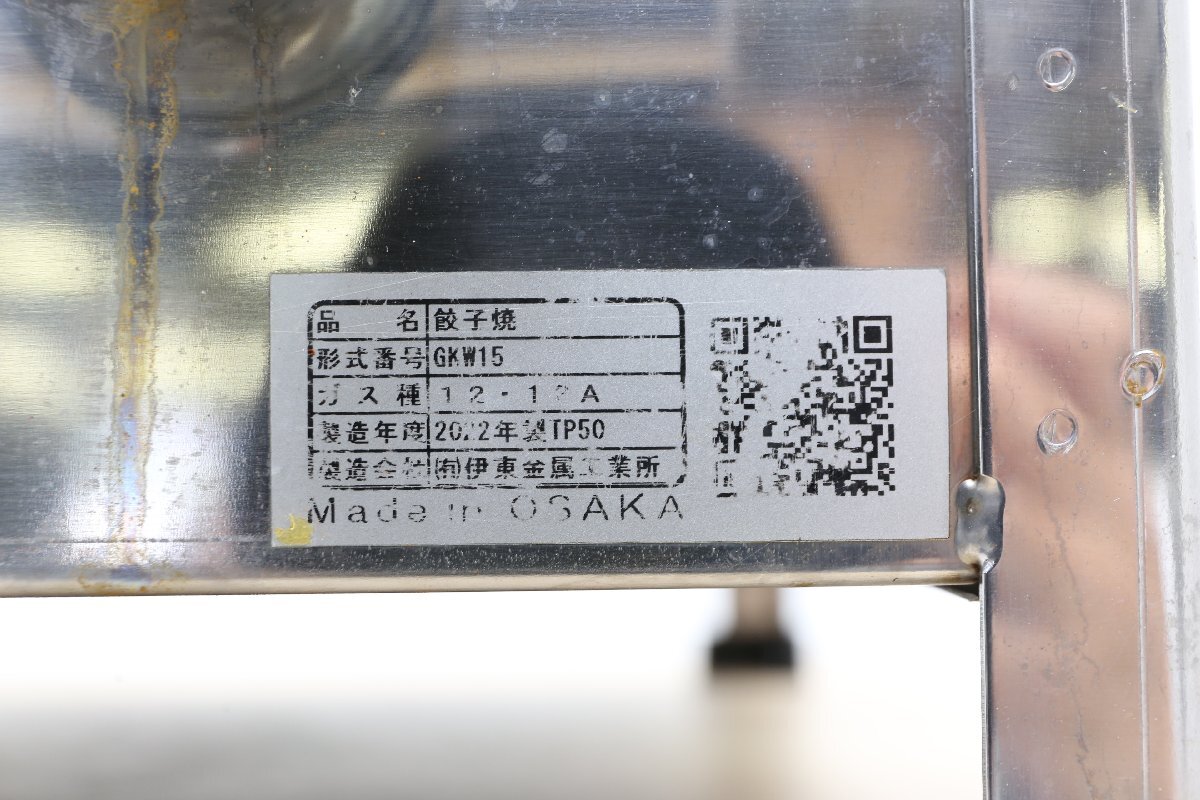 品名 餃子焼
形式番号 GKW15
ガス種 12・13A
製造年度 2022年製TP50
製造会社 ㈲伊東金属工業所
Made in OSAKA